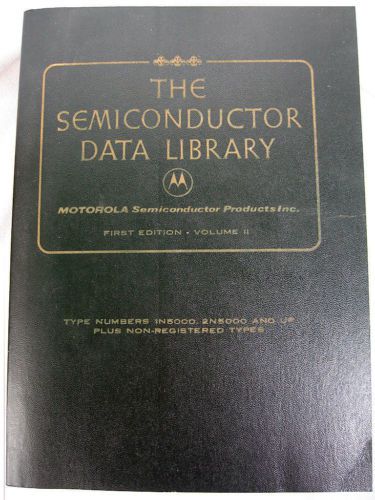 THE
SEMICONDUCTOR
DATA LIBRARY
MOTOROLA Semiconductor Products Inc.
FIRST EDITION • VOLUME II
TYPE NUMBERS 1N5000, 2N5000 AND UP
PLUS NON-REGISTERED TYPES